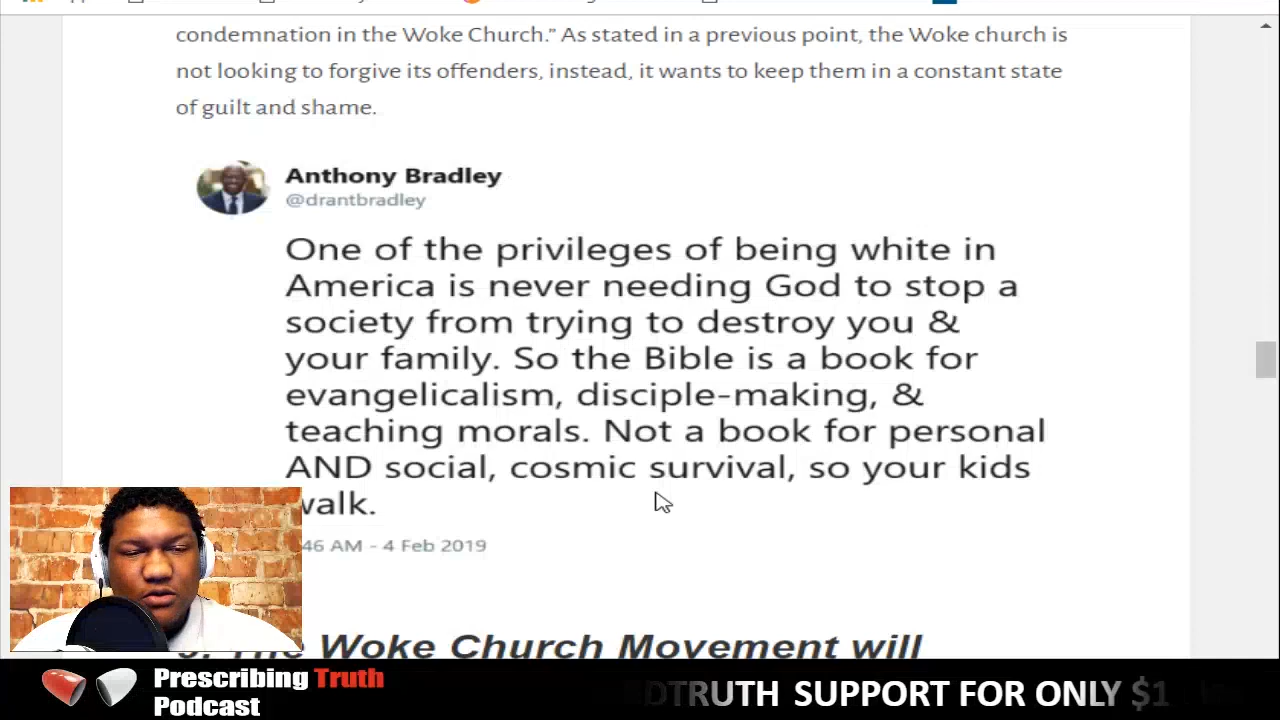 condemnation in the Woke Church." As stated in a previous point, the Woke church is
not looking to forgive its offenders, instead, it wants to keep them in a constant state
of guilt and shame.
Anthony Bradley
@drantbradley
One of the privileges of being white in
America is never needing God to stop a
society from trying to destroy you &
your family. So the Bible is a book for
evangelicalism, disciple-making, &
teaching morals. Not a book for personal
AND social, cosmic survival, so your kids
walk.
46 AM - 4 Feb 2019
Woke Church Movement will
Prescribing Truth
Podcast
DTRUTH SUPPORT FOR ONLY $1